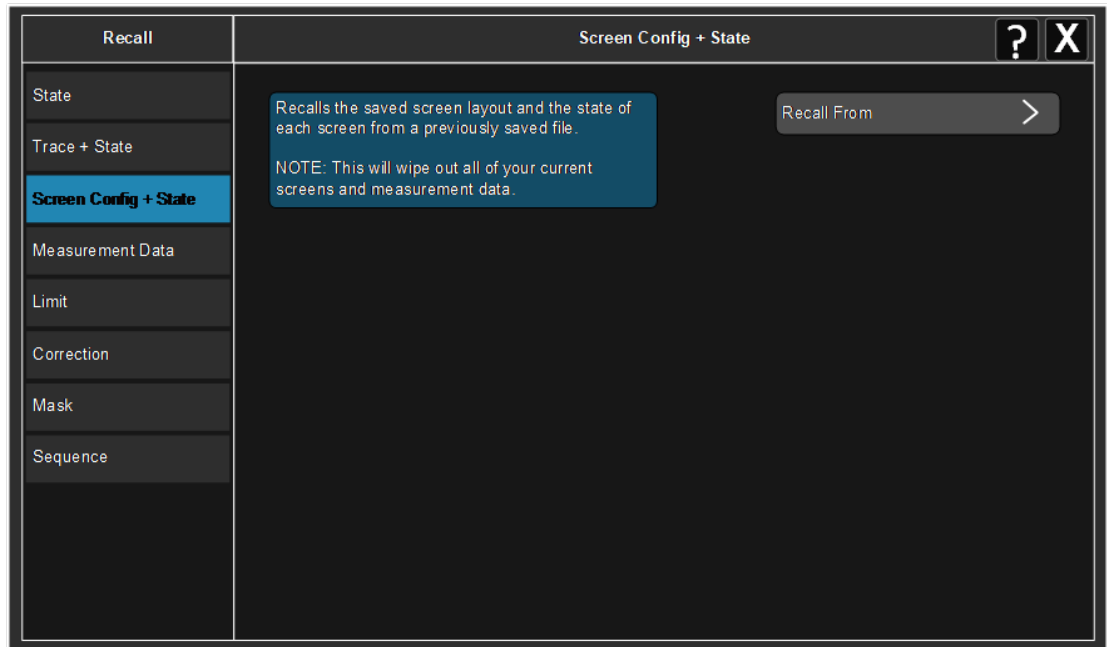 Recall
Screen Config + State
? X
State
Trace + State
Screen Config + State
Measurement Data
Limit
Correction
Mask
Sequence
Recalls the saved screen layout and the state of
each screen from a previously saved file.
NOTE: This will wipe out all of your current
screens and measurement data.
Recall From